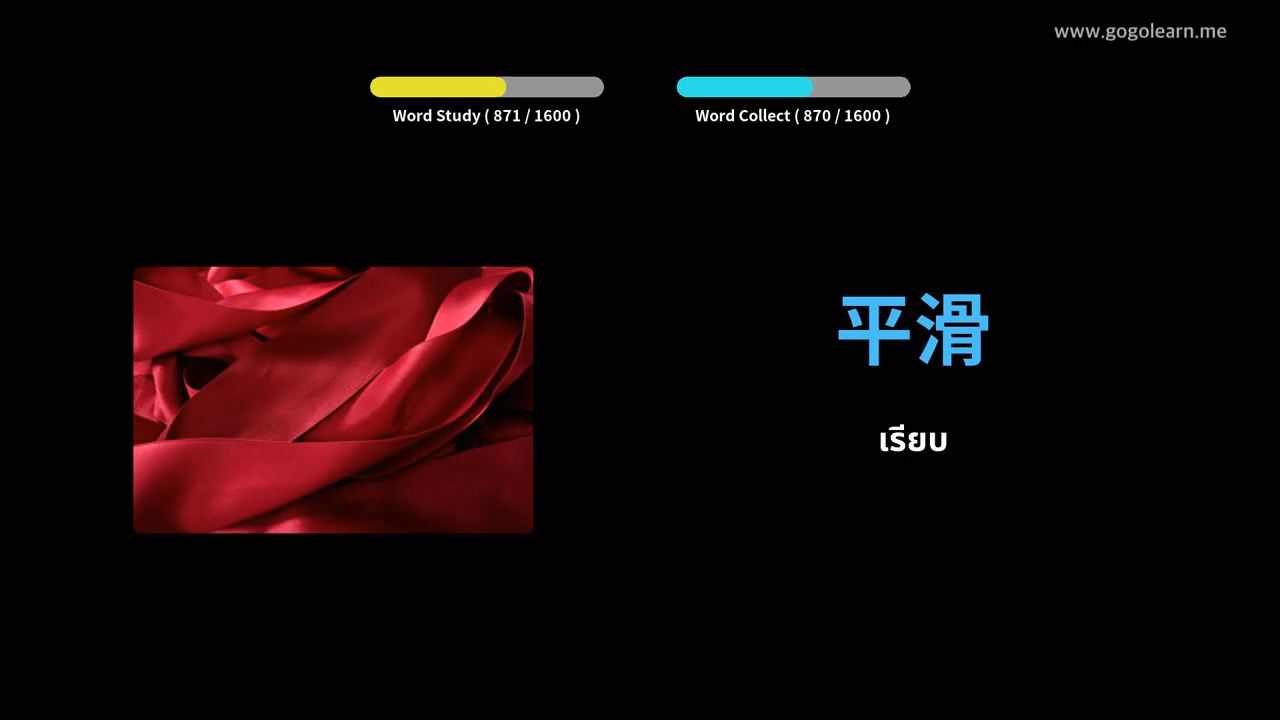 www.gogolearn.me
Word Study ( 871 / 1600 )
Word Collect ( 870 / 1600 )
平滑
เรียบ